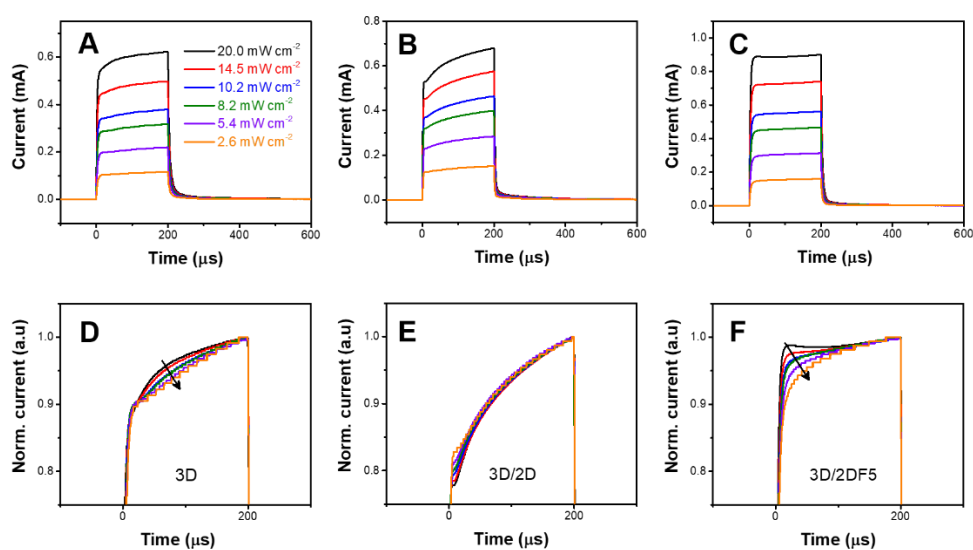 A
20.0 mW cm-2
14.5 mW cm-2
10.2 mW cm-2
8.2 mW cm-2
5.4 mW cm-2
2.6 mW cm-2
Current (mA)
0.6
0.4
0.2
0.0
0 200 400 600
Time (μs)
B
Current (mA)
0.8
0.6
0.4
0.2
0.0
0 200 400 600
Time (μs)
C
Current (mA)
1.0
0.8
0.6
0.4
0.2
0.0
0 200 400 600
Time (μs)
D
Norm. current (a.u)
1.0
0.9
0.8
3D
0 200
Time (μs)
E
Norm. current (a.u)
1.0
0.9
0.8
3D/2D
0 200
Time (μs)
F
Norm. current (a.u)
1.0
0.9
0.8
3D/2DF5
0 200
Time (μs)